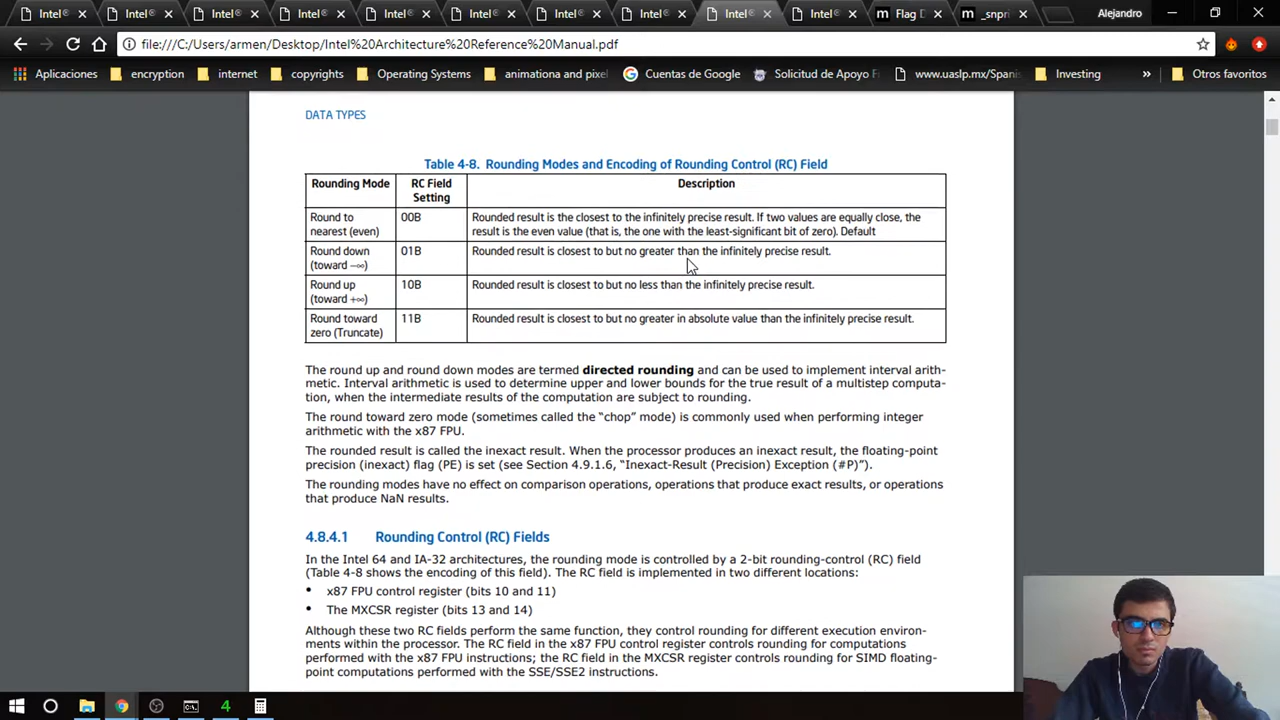 Intel® Intel® Intel® Intel® Intel® Intel® Intel® Intel® Intel® Intel® Flag D _snpri Alejandro
file:///C:/Users/armen/Desktop/Intel%20Architecture%20Reference%20Manual.pdf
Aplicaciones encryption internet copyrights Operating Systems animationa and pixel Cuentas de Google Solicitud de Apoyo Fi www.uaslp.mx/Spanis Investing » Otros favoritos
DATA TYPES
Table 4-8. Rounding Modes and Encoding of Rounding Control (RC) Field
Rounding Mode RC Field Setting Description
Round to nearest (even) 00B Rounded result is the closest to the infinitely precise result. If two values are equally close, the
result is the even value (that is, the one with the least-significant bit of zero). Default
Round down (toward −∞) 01B Rounded result is closest to but no greater than the infinitely precise result.
Round up (toward +∞) 10B Rounded result is closest to but no less than the infinitely precise result.
Round toward zero (Truncate) 11B Rounded result is closest to but no greater in absolute value than the infinitely precise result.
The round up and round down modes are termed directed rounding and can be used to implement interval arith-
metic. Interval arithmetic is used to determine upper and lower bounds for the true result of a multistep computa-
tion, when the intermediate results of the computation are subject to rounding.
The round toward zero mode (sometimes called the “chop” mode) is commonly used when performing integer
arithmetic with the x87 FPU.
The rounded result is called the inexact result. When the processor produces an inexact result, the floating-point
precision (inexact) flag (PE) is set (see Section 4.9.1.6, “Inexact-Result (Precision) Exception (#P)”).
The rounding modes have no effect on comparison operations, operations that produce exact results, or operations
that produce NaN results.
4.8.4.1 Rounding Control (RC) Fields
In the Intel 64 and IA-32 architectures, the rounding mode is controlled by a 2-bit rounding-control (RC) field
(Table 4-8 shows the encoding of this field). The RC field is implemented in two different locations:
• x87 FPU control register (bits 10 and 11)
• The MXCSR register (bits 13 and 14)
Although these two RC fields perform the same function, they control rounding for different execution environ-
ments within the processor. The RC field in the x87 FPU control register controls rounding for computations
performed with the x87 FPU instructions; the RC field in the MXCSR register controls rounding for SIMD floating-
point computations performed with the SSE/SSE2 instructions.
4